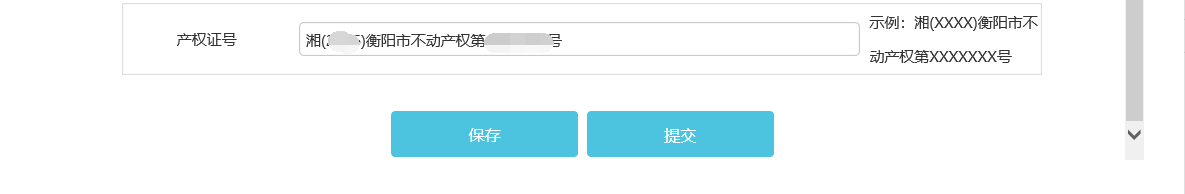 产权证号
湘(2    )衡阳市不动产权第    号
示例：湘(XXXX)衡阳市不
动产权第XXXXXXX号
保存
提交